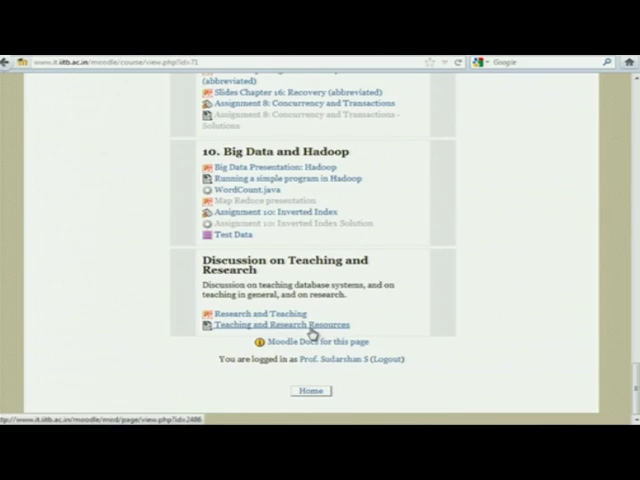 www.it.iitb.ac.in/moodle/course/view.php?id=71
Google
(abbreviated)
Slides Chapter 16: Recovery (abbreviated)
Assignment 8: Concurrency and Transactions
Assignment 8: Concurrency and Transactions -
Solutions
10. Big Data and Hadoop
Big Data Presentation: Hadoop
Running a simple program in Hadoop
WordCount.java
Map Reduce presentation
Assignment 10: Inverted Index
Assignment 10: Inverted Index Solution
Test Data
Discussion on Teaching and
Research
Discussion on teaching database systems, and on
teaching in general, and on research.
Research and Teaching
Teaching and Research Resources
Moodle Docs for this page
You are logged in as Prof. Sudarshan S (Logout)
Home
http://www.it.iitb.ac.in/moodle/mod/page/view.php?id=2486